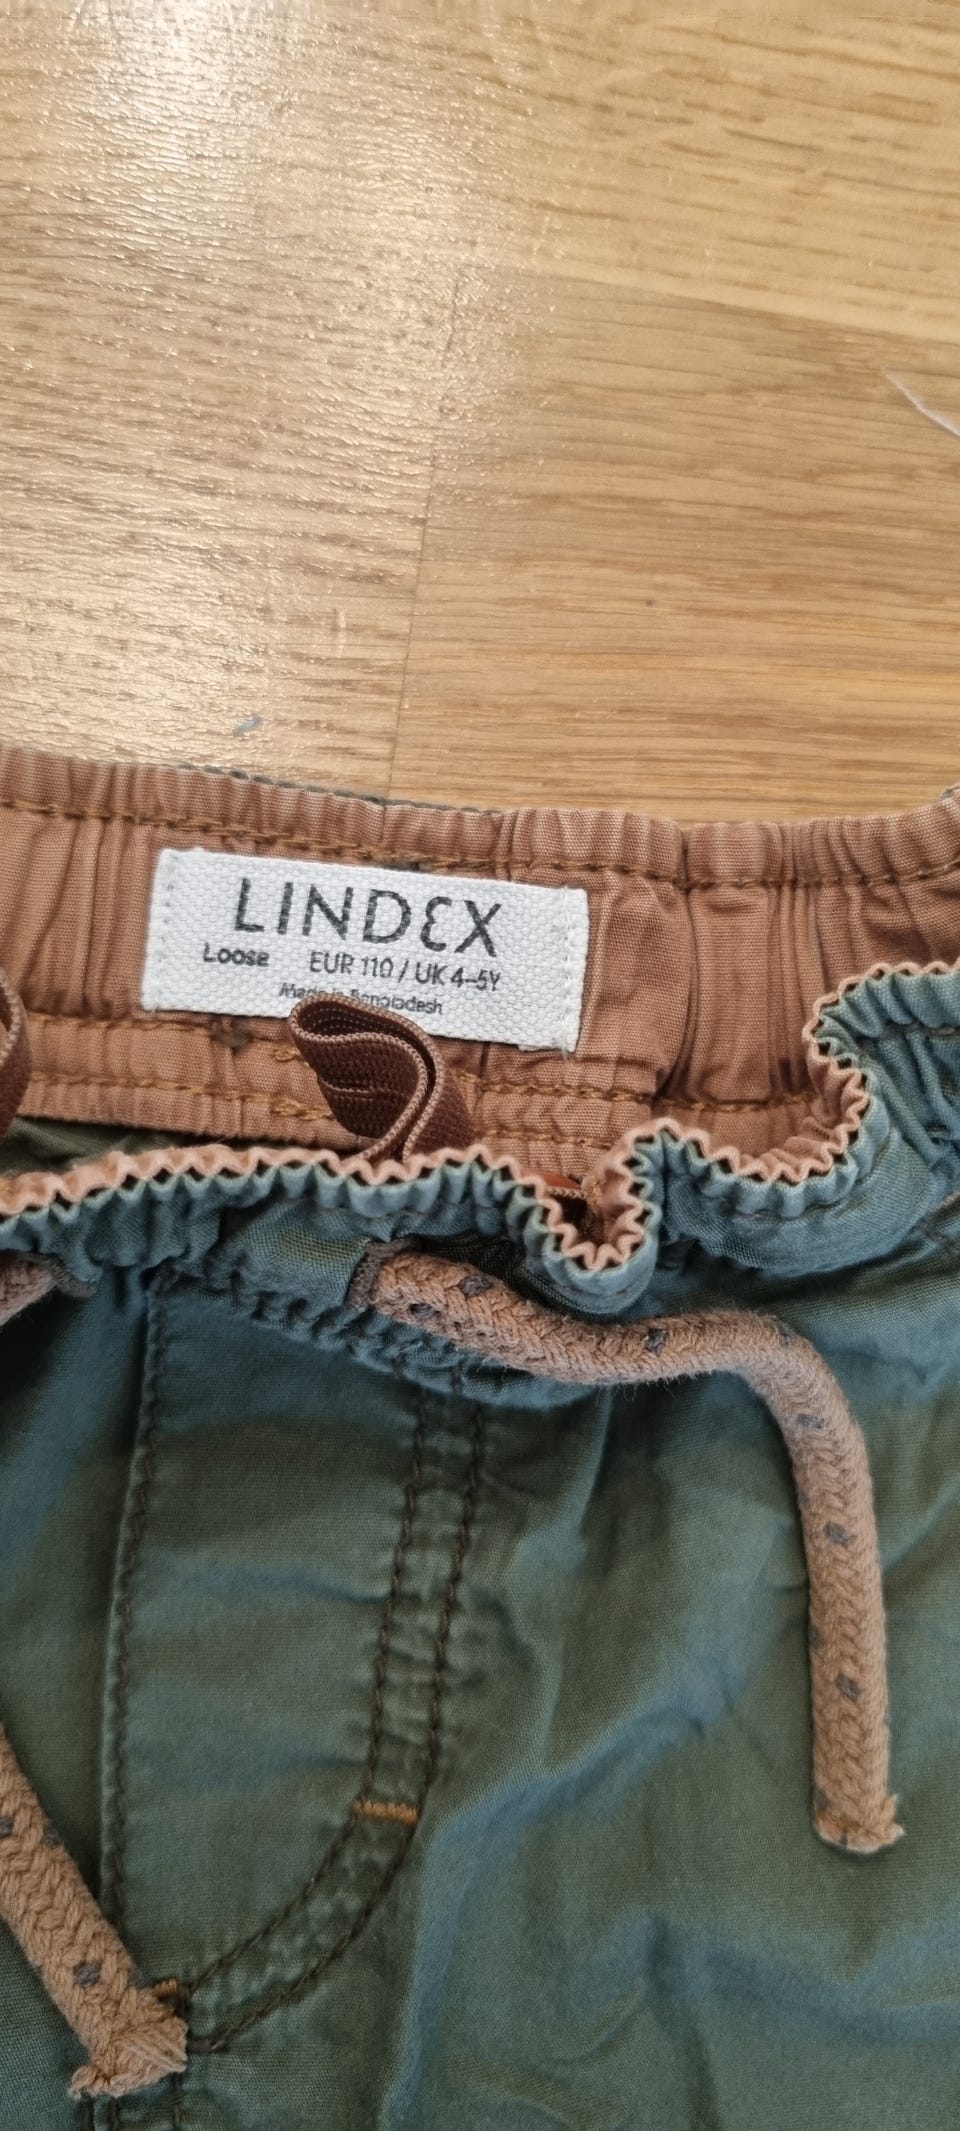 LINDEX
Loose EUR 110 / UK 4-5Y
Made in Bangladesh